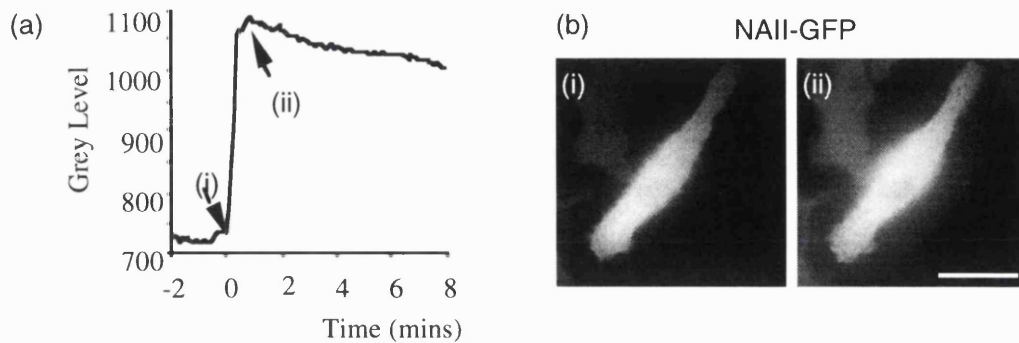 (a)
1100
1000
900
800
700
Grey Level
(i)
(ii)
-2 0 2 4 6 8
Time (mins)
(b) NAII-GFP
(i) (ii)